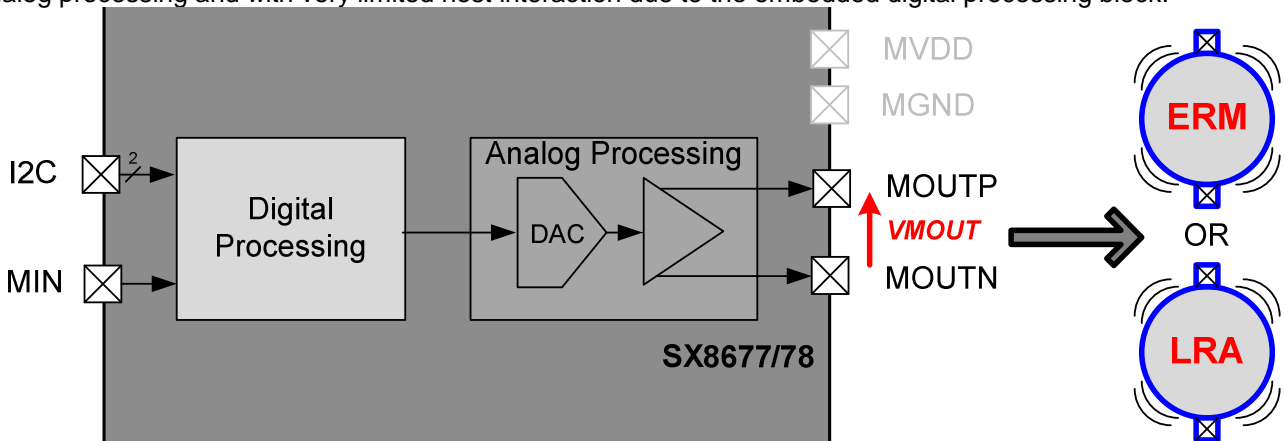 alog processing and with very limited host interaction due to the embedded digital processing block.
MVDD
MGND
I2C
2
MIN
Digital
Processing
Analog Processing
DAC
MOUTP
VMOUT
MOUTN
SX8677/78
ERM
OR
LRA